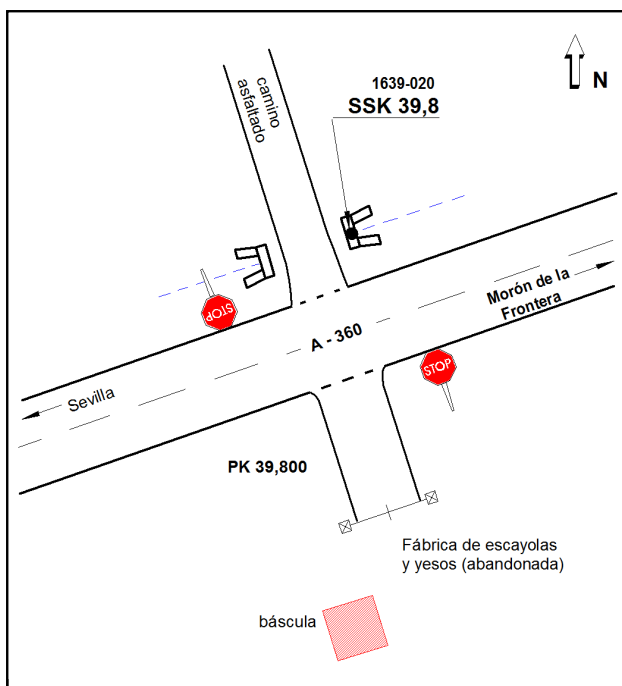 1639-020
SSK 39,8
N
camino
asfaltado
STOP
Morón de la
Frontera
A - 360
Sevilla
STOP
PK 39,800
Fábrica de escayolas
y yesos (abandonada)
báscula